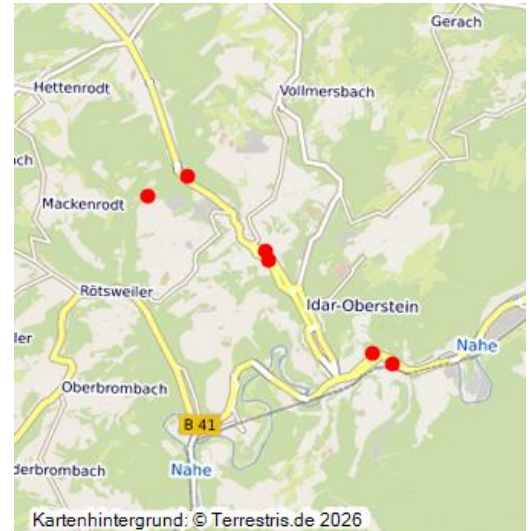 Gerach
Hettenrodt
Vollmersbach
ch
Mackenrodt
Rötsweiler
Idar-Oberstein
ler
Nahe
Oberbrombach
B 41
derbrombach
Nahe
Kartenhintergrund: © Terrestris.de 2026